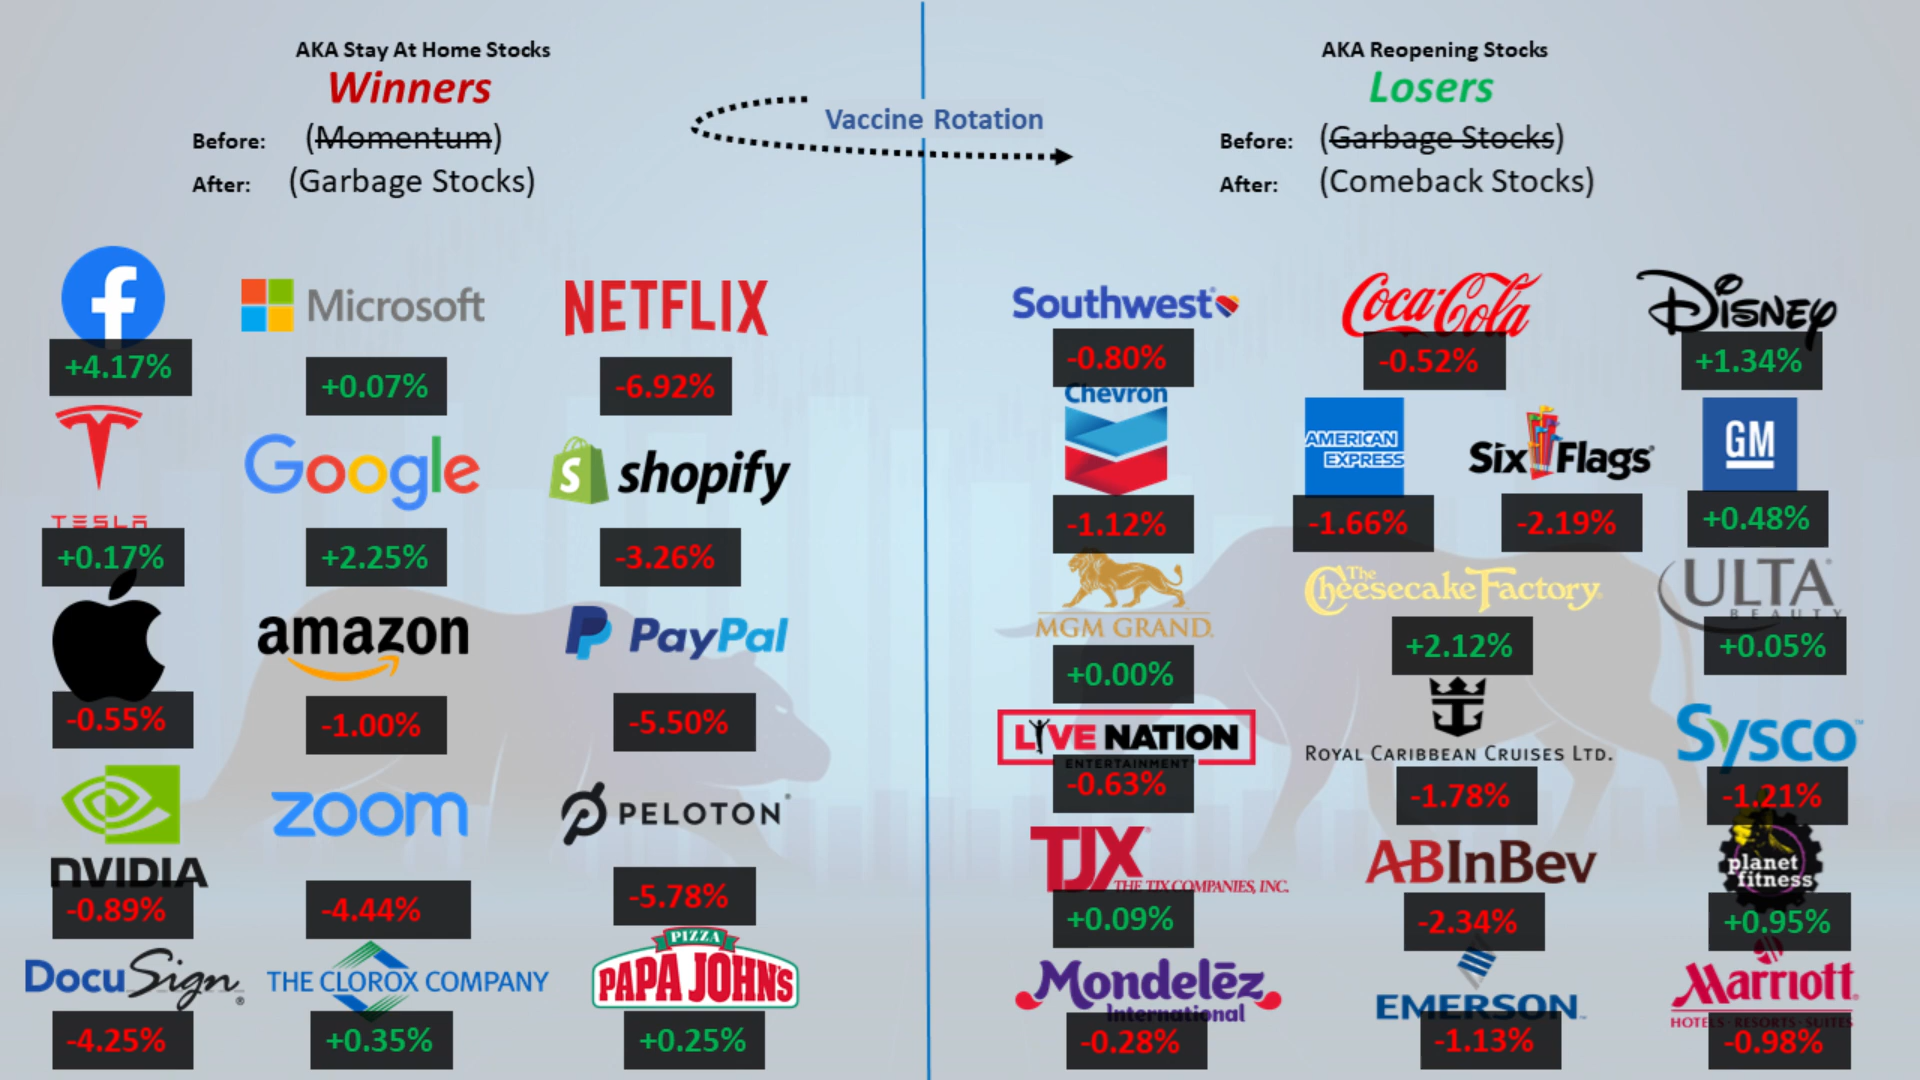 AKA Stay At Home Stocks
Winners
Before: (Momentum)
After: (Garbage Stocks)
Vaccine Rotation
AKA Reopening Stocks
Losers
Before: (Garbage Stocks)
After: (Comeback Stocks)
f
+4.17%
Microsoft
+0.07%
NETFLIX
-6.92%
TESLA
+0.17%
Google
+2.25%
S shopify
-3.26%
-0.55%
amazon
-1.00%
PayPal
-5.50%
NVIDIA
-0.89%
zoom
-4.44%
PELOTON
-5.78%
DocuSign
-4.25%
THE CLOROX COMPANY
+0.35%
PIZZA
PAPA JOHN'S
+0.25%
Southwest
-0.80%
Coca-Cola
-0.52%
Disney
+1.34%
Chevron
-1.12%
AMERICAN
EXPRESS
-1.66%
Six Flags
-2.19%
GM
+0.48%
MGM GRAND.
+0.00%
The Cheesecake Factory
+2.12%
ULTA
BEAUTY
+0.05%
LIVE NATION
ENTERTAINMENT
-0.63%
ROYAL CARIBBEAN CRUISES LTD.
-1.78%
Sysco
-1.21%
TJX
THE TJX COMPANIES, INC.
+0.09%
ABInBev
-2.34%
planet
fitness
+0.95%
Mondelēz
International
-0.28%
EMERSON
-1.13%
Marriott
HOTELS · RESORTS · SUITES
-0.98%